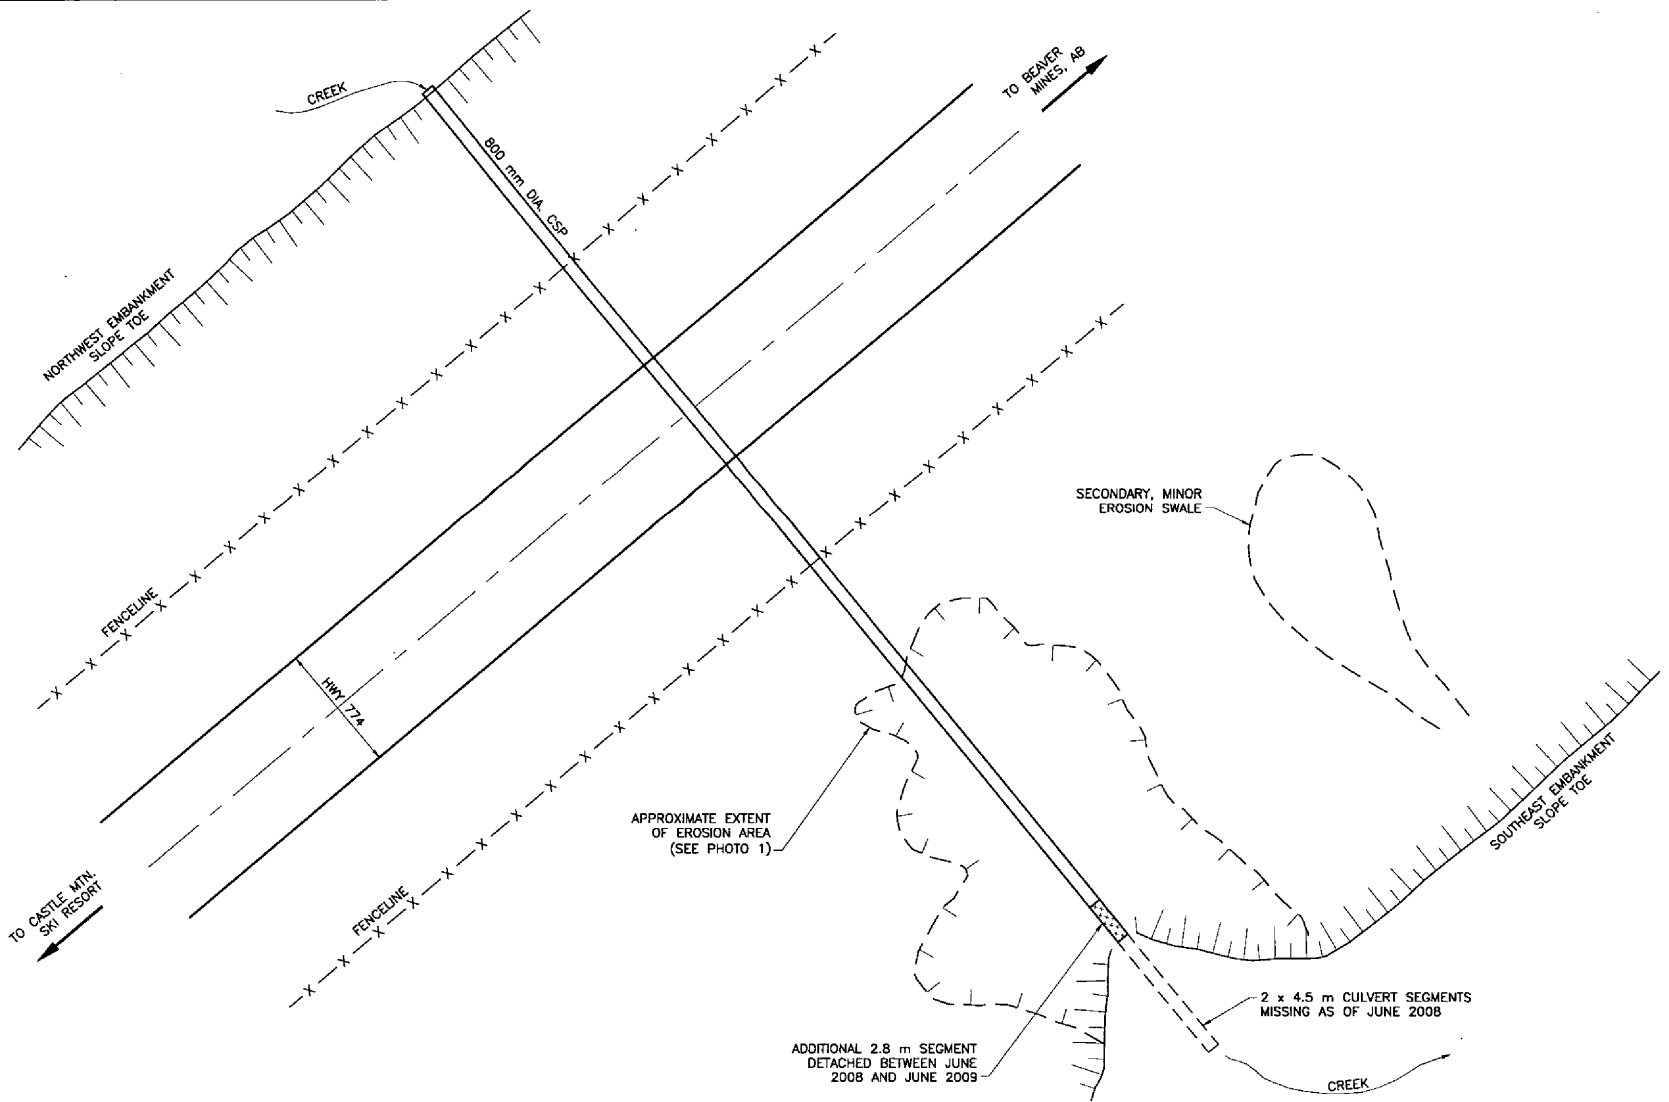 CREEK
TO BEAVER
MINES, AB
800 mm DIA. CSP
NORTHWEST EMBANKMENT
SLOPE TOE
SECONDARY, MINOR
EROSION SWALE
FENCELINE
HWY 774
APPROXIMATE EXTENT
OF EROSION AREA
(SEE PHOTO 1)
SOUTHEAST EMBANKMENT
SLOPE TOE
TO CASTLE MTN.
SKI RESORT
FENCELINE
2 x 4.5 m CULVERT SEGMENTS
MISSING AS OF JUNE 2008
ADDITIONAL 2.8 m SEGMENT
DETACHED BETWEEN JUNE
2008 AND JUNE 2009
CREEK